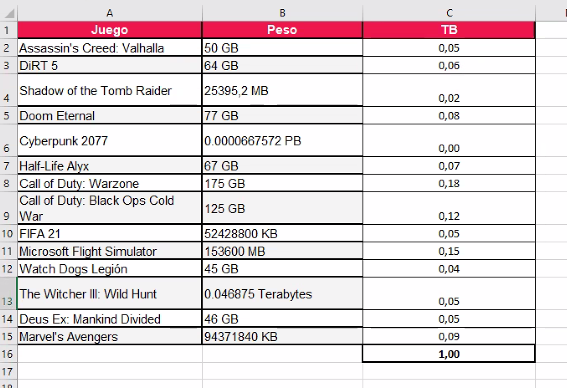 A B C
1 Juego Peso TB
2 Assassin's Creed: Valhalla 50 GB 0,05
3 DiRT 5 64 GB 0,06
4 Shadow of the Tomb Raider 25395,2 MB 0,02
5 Doom Eternal 77 GB 0,08
6 Cyberpunk 2077 0.0000667572 PB 0,00
7 Half-Life Alyx 67 GB 0,07
8 Call of Duty: Warzone 175 GB 0,18
9 Call of Duty: Black Ops Cold
War 125 GB 0,12
10 FIFA 21 52428800 KB 0,05
11 Microsoft Flight Simulator 153600 MB 0,15
12 Watch Dogs Legión 45 GB 0,04
13 The Witcher III: Wild Hunt 0.046875 Terabytes 0,05
14 Deus Ex: Mankind Divided 46 GB 0,05
15 Marvel's Avengers 94371840 KB 0,09
16 1,00
17